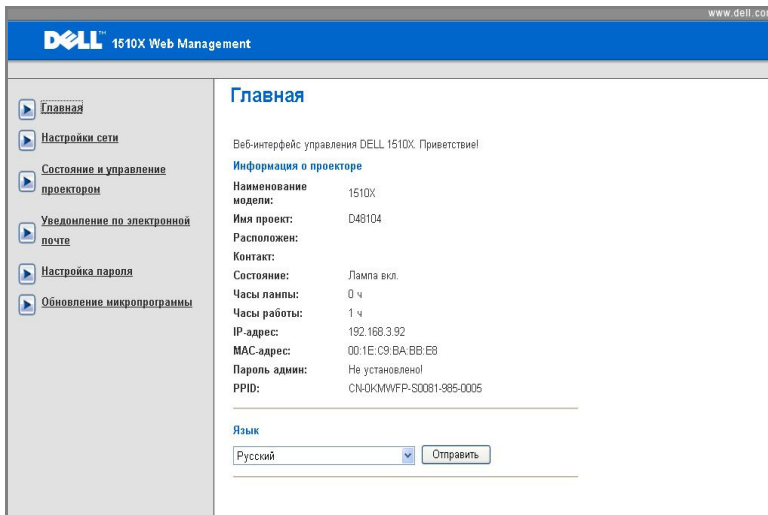 www.dell.co
DELL™ 1510X Web Management
Главная
Настройки сети
Состояние и управление
проектором
Уведомление по электронной
почте
Настройка пароля
Обновление микропрограммы
Главная
Веб-интерфейс управления DELL 1510X. Приветствие!
Информация о проекторе
Наименование
модели: 1510X
Имя проект: D48104
Расположен:
Контакт:
Состояние: Лампа вкл.
Часы лампы: 0 ч
Часы работы: 1 ч
IP-адрес: 192.168.3.92
MAC-адрес: 00:1E:C9:BA:BB:E8
Пароль админ: Не установлено!
PPID: CN-0KMWFP-S0081-985-0005
Язык
Русский Отправить